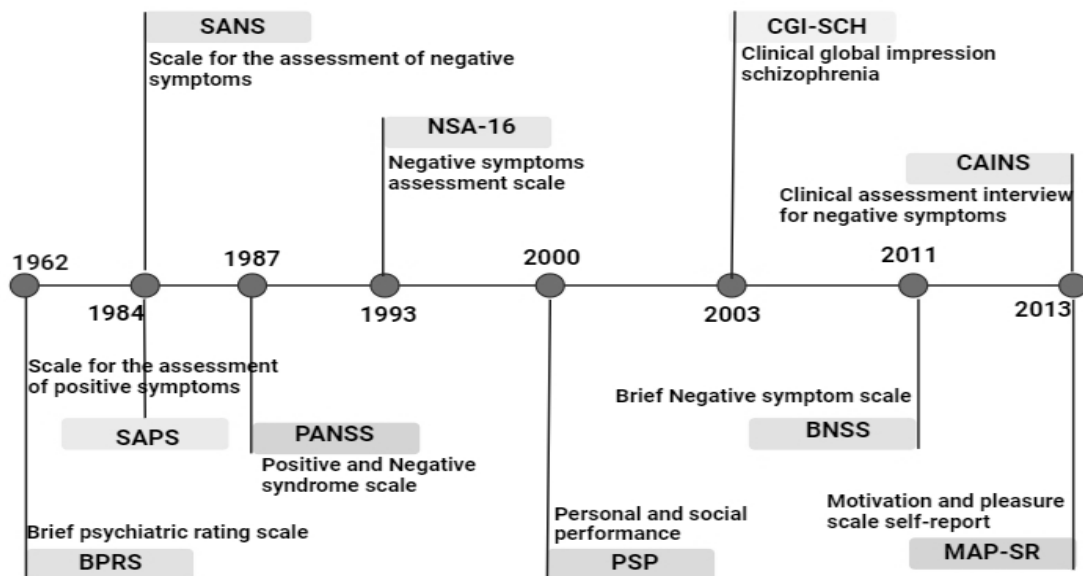 SANS
Scale for the assessment of negative
symptoms
CGI-SCH
Clinical global impression
schizophrenia
NSA-16
Negative symptoms
assessment scale
CAINS
Clinical assessment interview
for negative symptoms
1962
1987
2000
2011
1984
1993
2003
2013
Scale for the assessment
of positive symptoms
SAPS
PANSS
Positive and Negative
syndrome scale
Brief Negative symptom scale
BNSS
Brief psychiatric rating scale
BPRS
Personal and social
performance
PSP
Motivation and pleasure
scale self-report
MAP-SR